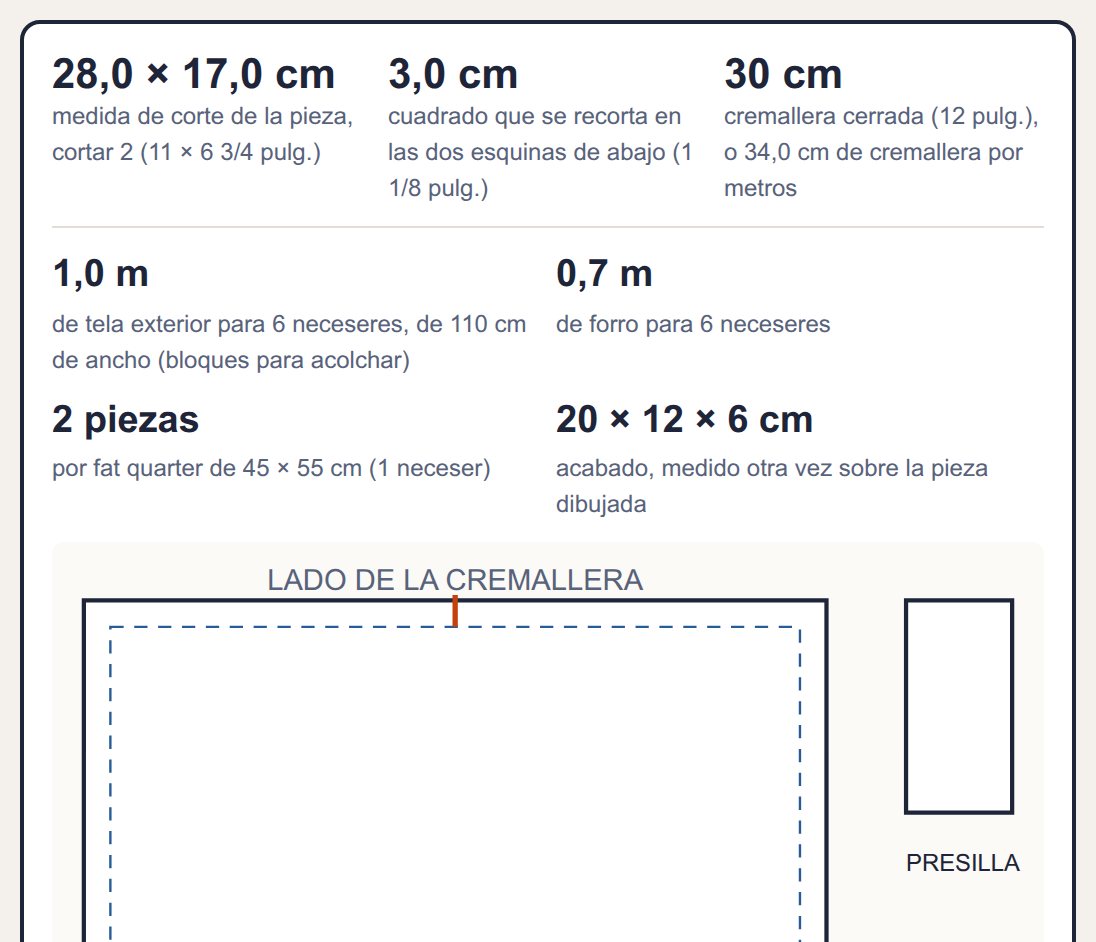 28,0 × 17,0 cm
medida de corte de la pieza,
cortar 2 (11 × 6 3/4 pulg.)
3,0 cm
cuadrado que se recorta en
las dos esquinas de abajo (1
1/8 pulg.)
30 cm
cremallera cerrada (12 pulg.),
o 34,0 cm de cremallera por
metros
1,0 m
de tela exterior para 6 neceseres, de 110 cm
de ancho (bloques para acolchar)
0,7 m
de forro para 6 neceseres
2 piezas
por fat quarter de 45 × 55 cm (1 neceser)
20 × 12 × 6 cm
acabado, medido otra vez sobre la pieza
dibujada
LADO DE LA CREMALLERA
PRESILLA